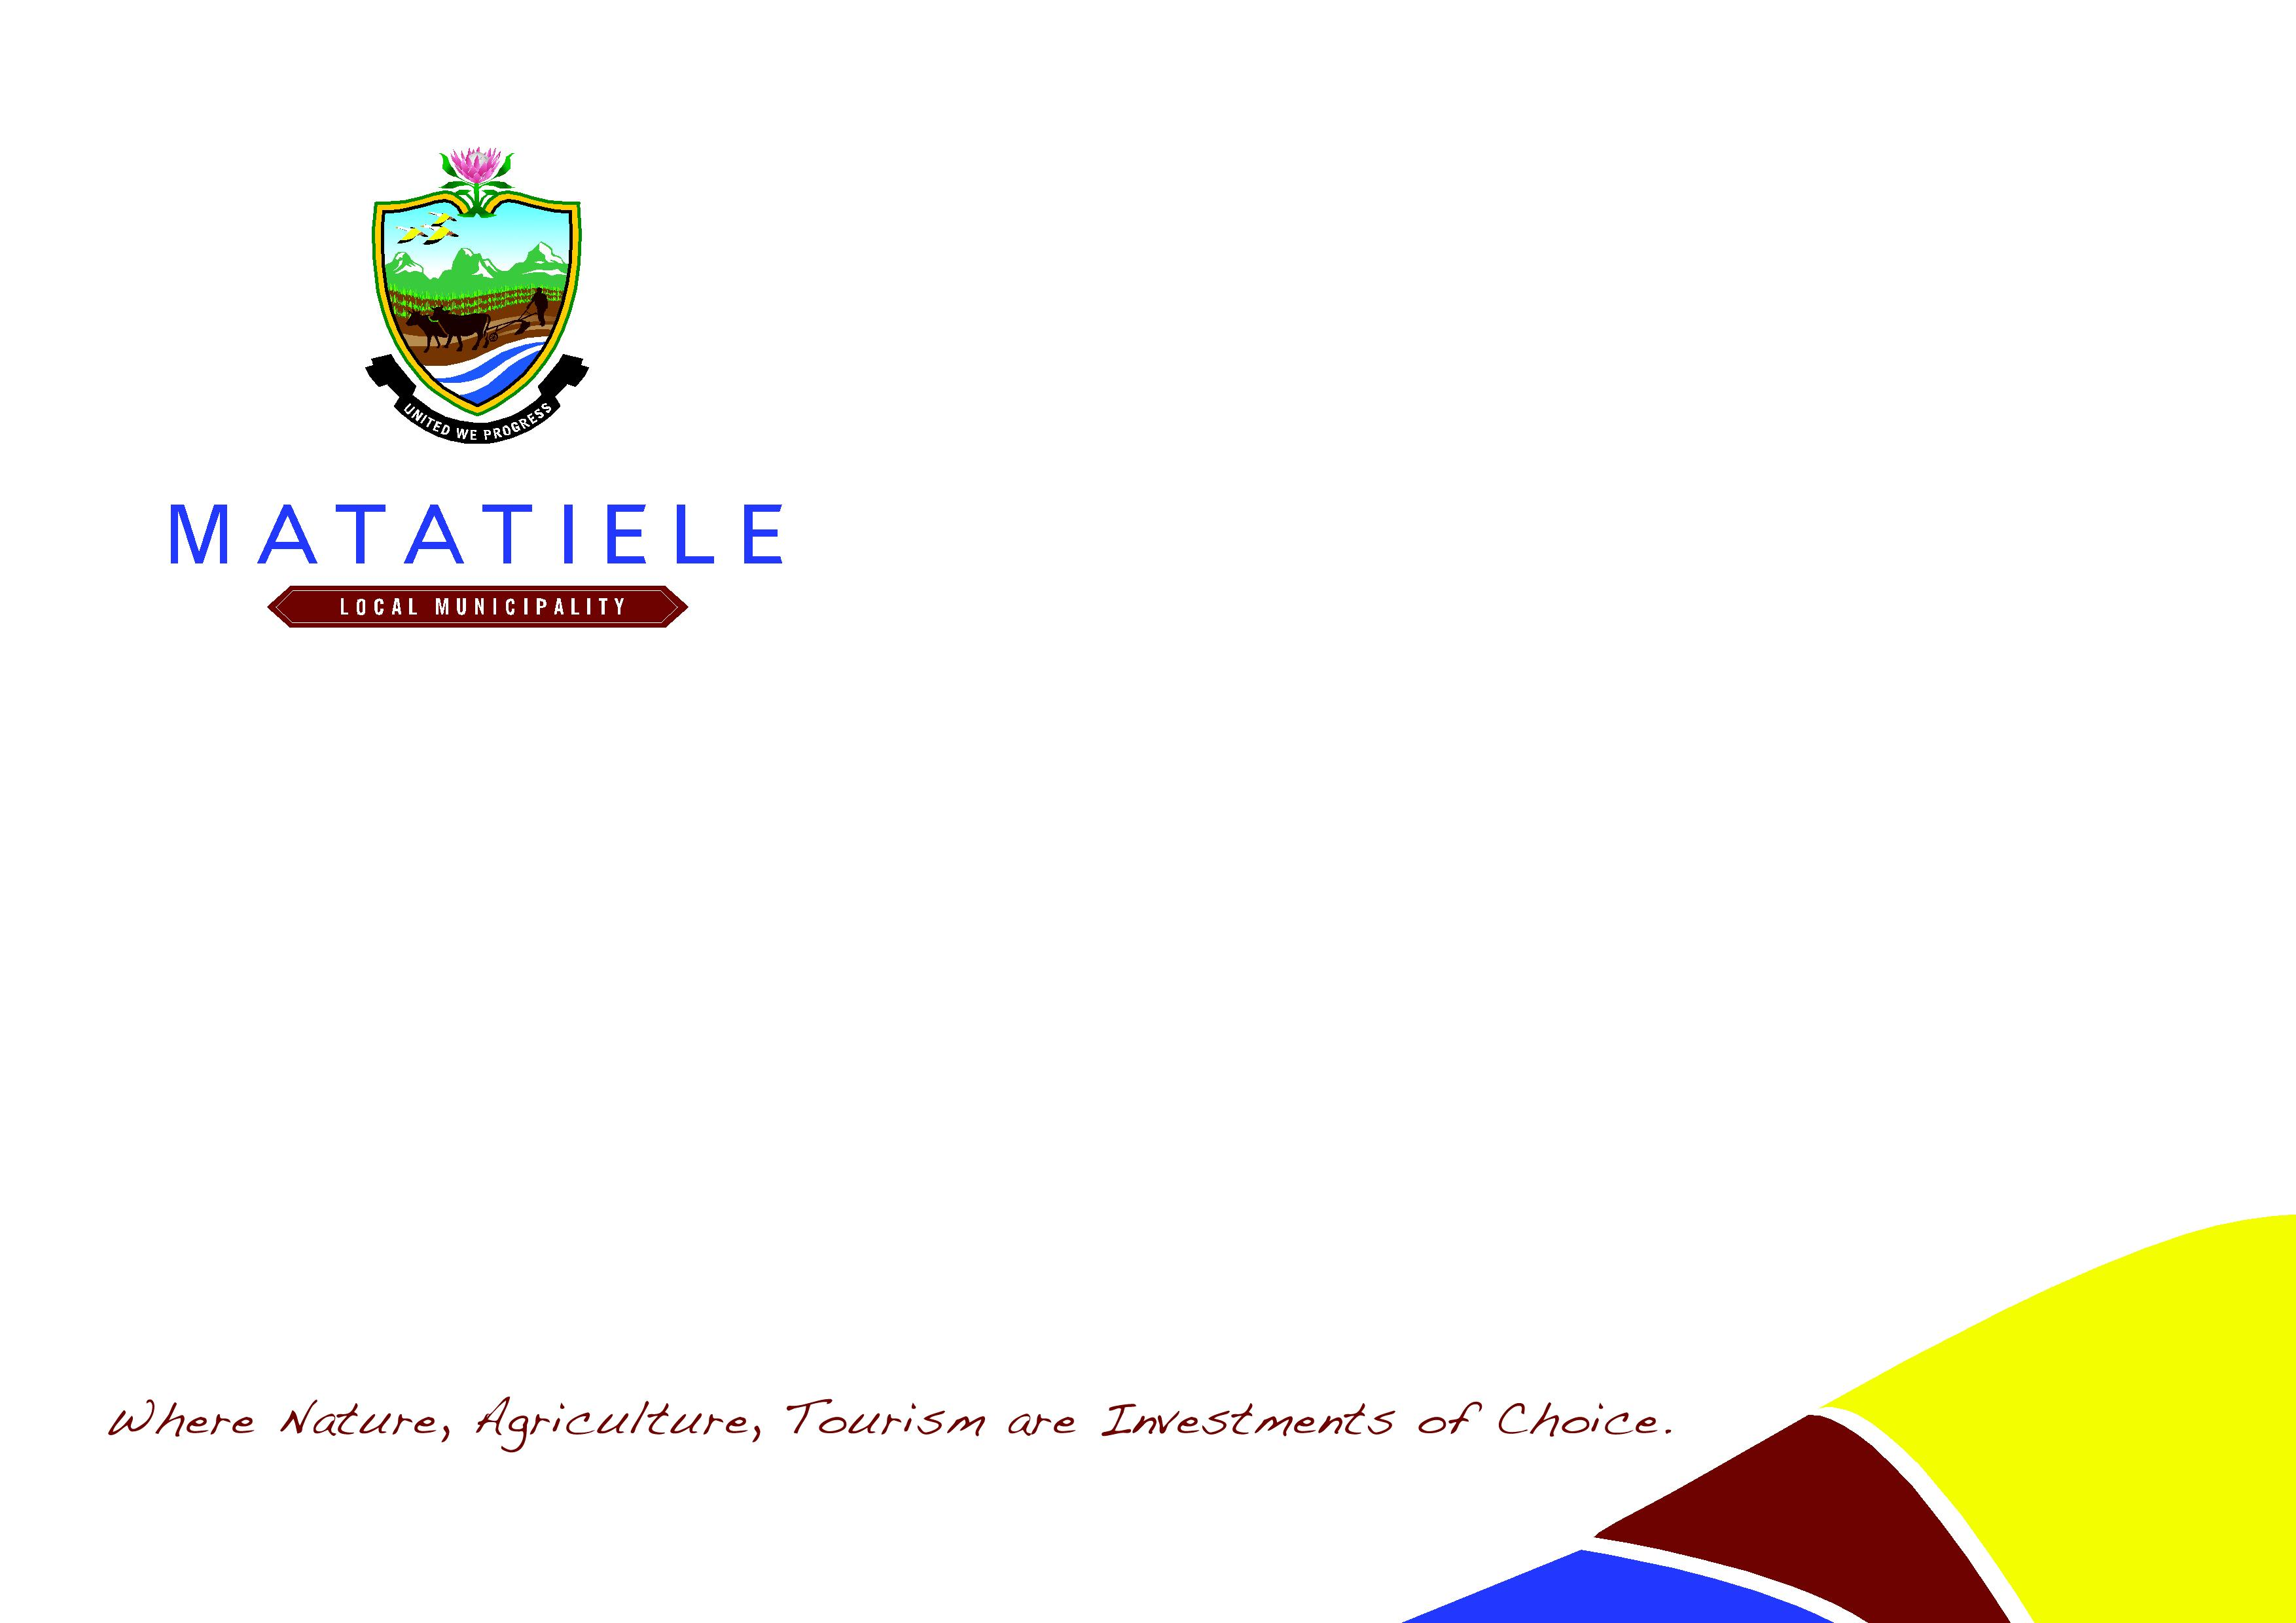 UNITED WE PROGRESS
MATATIELE
LOCAL MUNICIPALITY
Where Nature, Agriculture, Tourism are Investments of Choice.